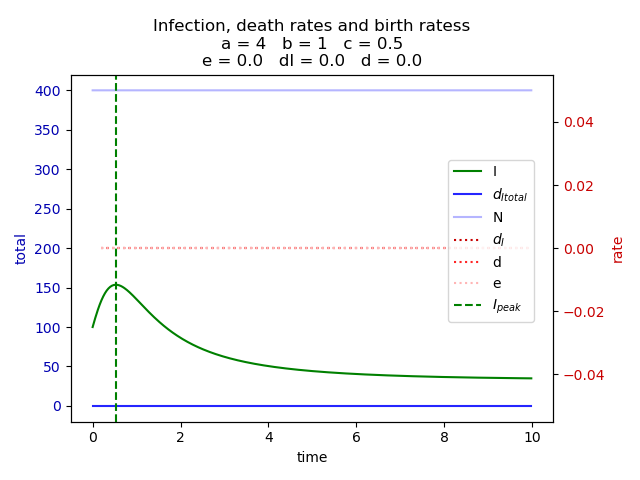 Infection, death rates and birth ratess
a = 4 b = 1 c = 0.5
e = 0.0 dI = 0.0 d = 0.0
400
350
300
250
200
150
100
50
0
total
0.04
0.02
0.00
−0.02
−0.04
rate
I
d_Itotal
N
d_I
d
e
I_peak
0 2 4 6 8 10
time